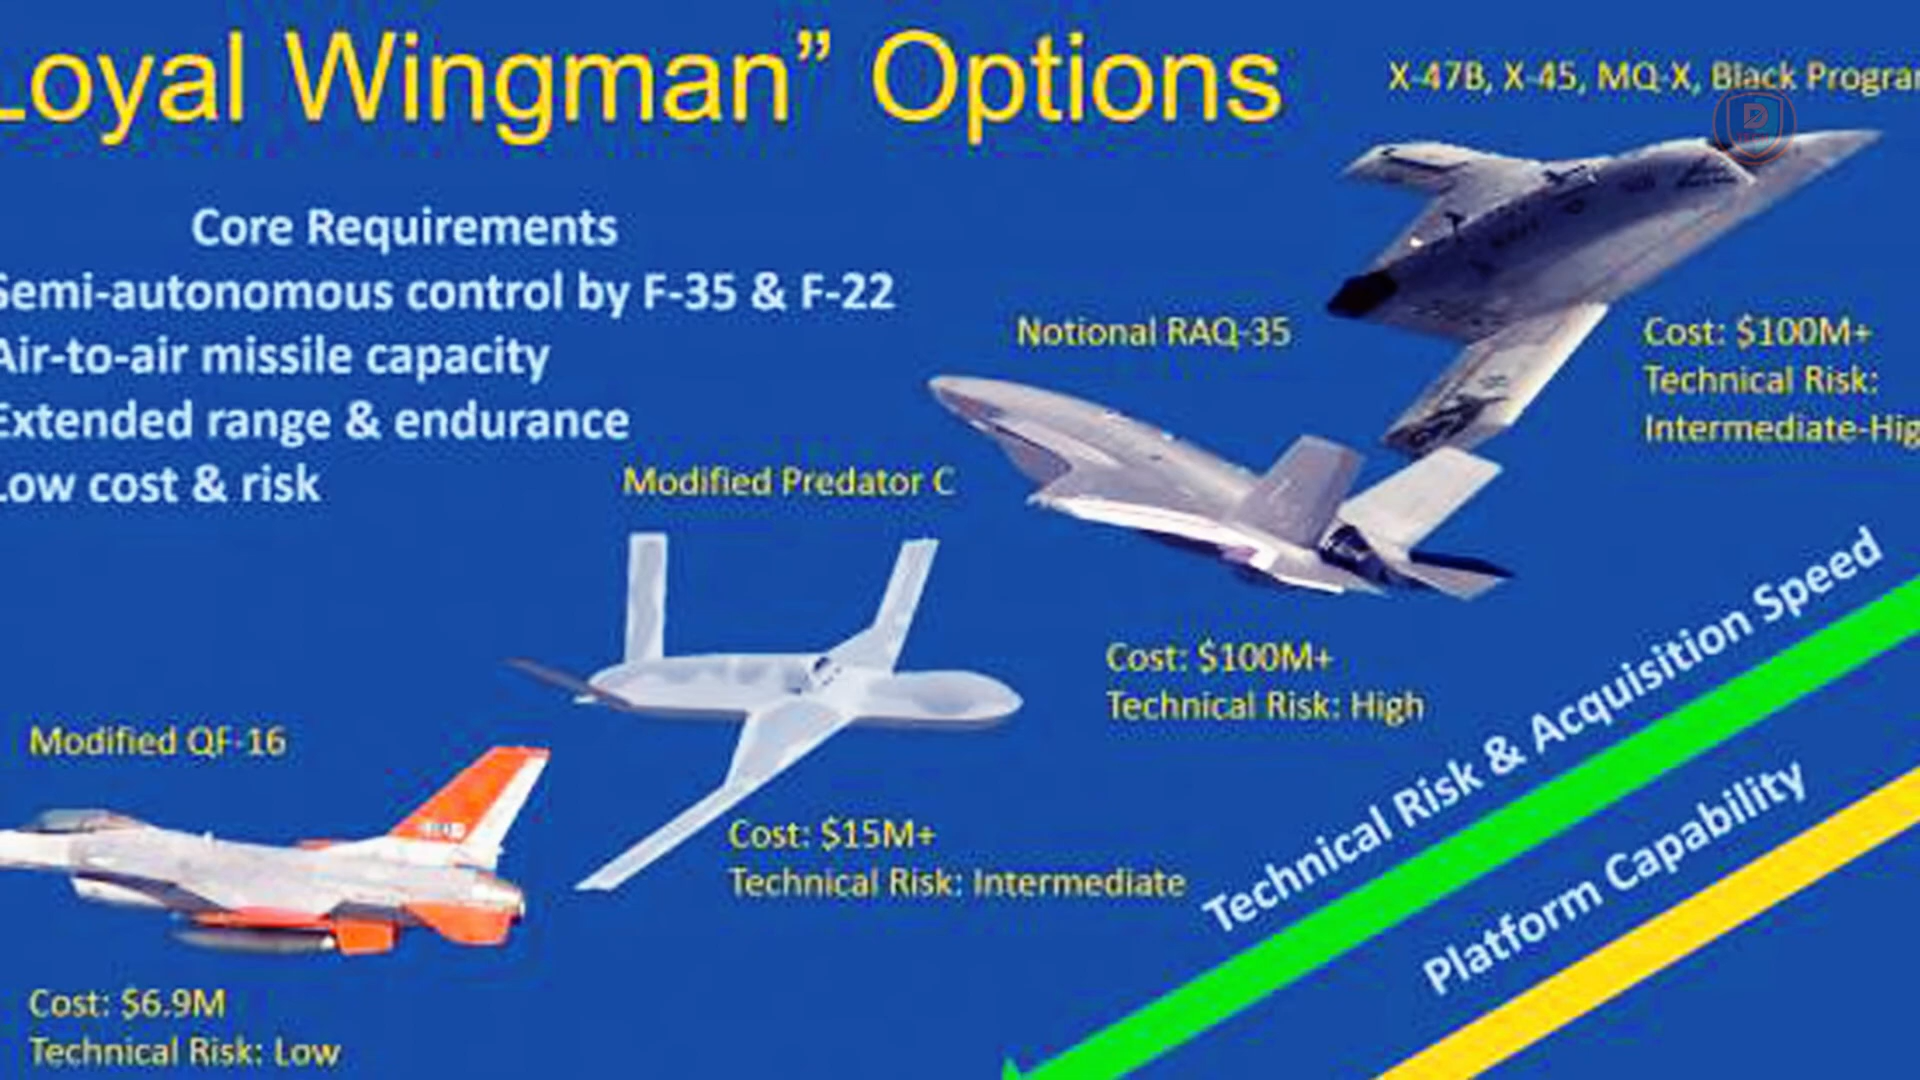 Loyal Wingman” Options
X-47B, X-45, MQ-X, Black Progra
Core Requirements
Semi-autonomous control by F-35 & F-22
Air-to-air missile capacity
Extended range & endurance
Low cost & risk
Notional RAQ-35
Cost: $100M+
Technical Risk:
Intermediate-Hig
Modified Predator C
Cost: $100M+
Technical Risk: High
Modified QF-16
Cost: $15M+
Technical Risk: Intermediate
Cost: $6.9M
Technical Risk: Low
Technical Risk & Acquisition Speed
Platform Capability